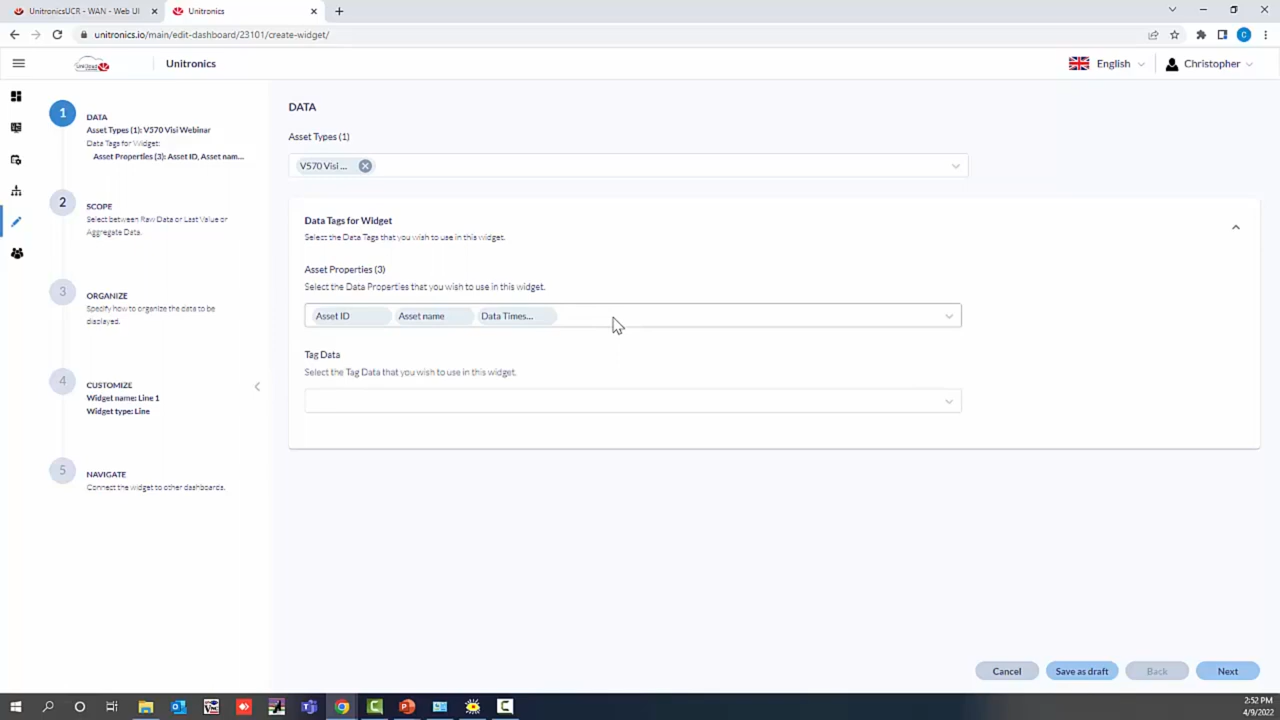 UnitronicsUCR - WAN - Web UI
Unitronics
unitronics.io/main/edit-dashboard/23101/create-widget/
C
Unitronics
English
Christopher
1
DATA
Asset Types (1): V570 Visi Webinar
Data Tags for Widget:
Asset Properties (3): Asset ID, Asset nam...
2
SCOPE
Select between Raw Data or Last Value or
Aggregate Data.
3
ORGANIZE
Specify how to organize the data to be
displayed.
4
CUSTOMIZE
Widget name: Line 1
Widget type: Line
5
NAVIGATE
Connect the widget to other dashboards.
DATA
Asset Types (1)
V570 Visi ...
Data Tags for Widget
Select the Data Tags that you wish to use in this widget.
Asset Properties (3)
Select the Data Properties that you wish to use in this widget.
Asset ID Asset name Data Times...
Tag Data
Select the Tag Data that you wish to use in this widget.
Cancel Save as draft Back Next
2:52 PM
4/9/2022